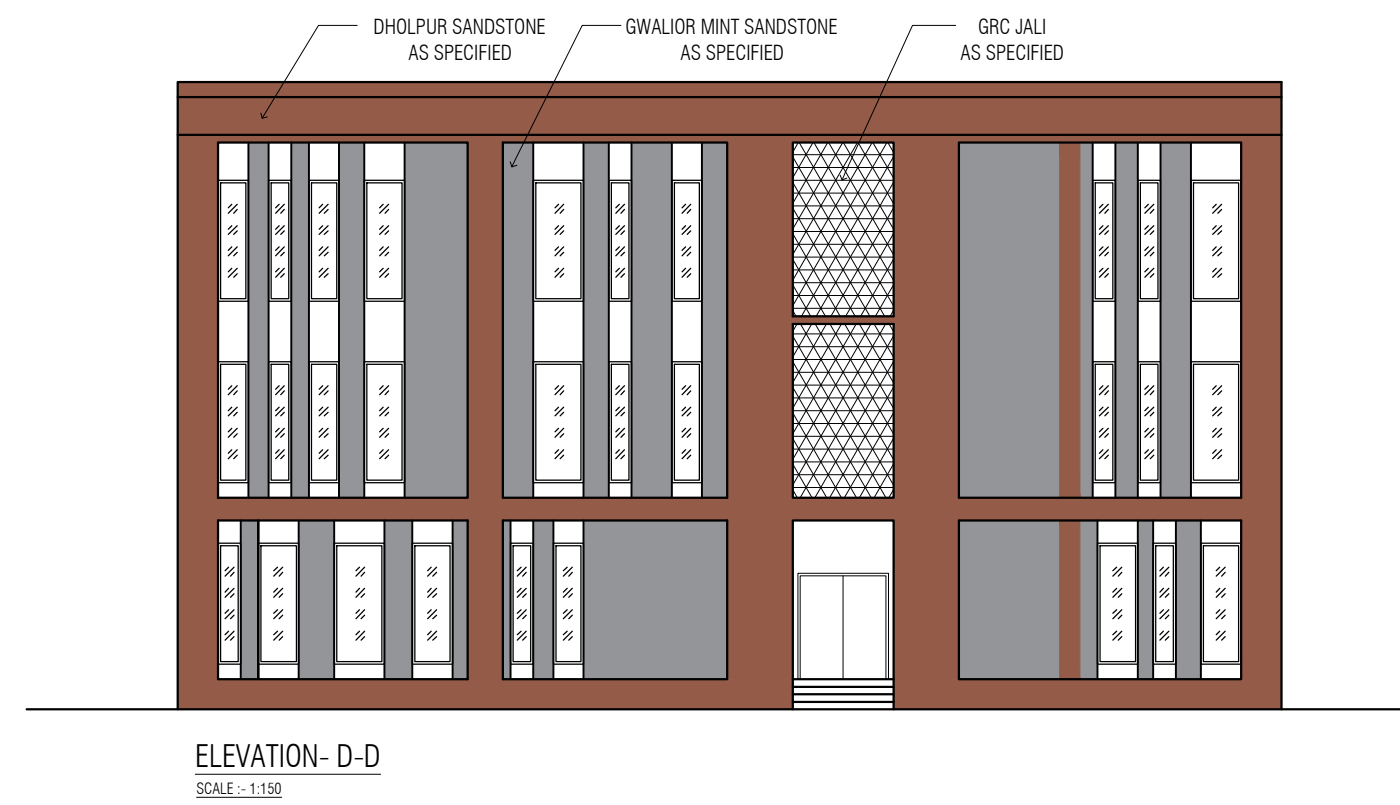 DHOLPUR SANDSTONE
AS SPECIFIED
GWALIOR MINT SANDSTONE
AS SPECIFIED
GRC JALI
AS SPECIFIED
ELEVATION- D-D
SCALE :- 1:150